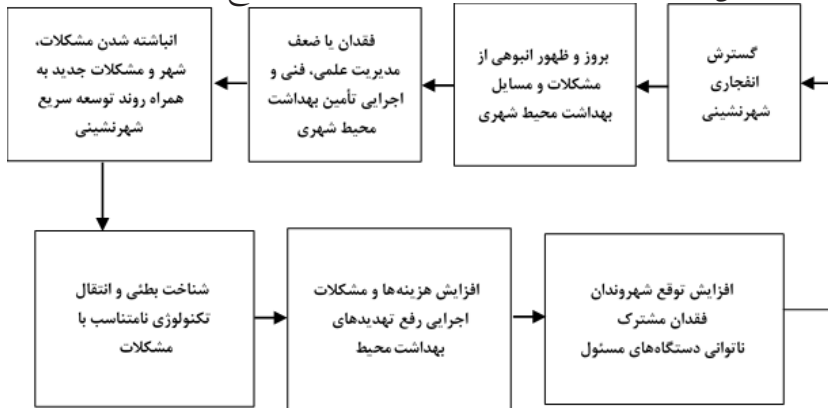 گسترش
انفجاری
شهرنشینی
بروز و ظهور انبوهی از
مشکلات و مسایل
بهداشت محیط شهری
فقدان یا ضعف
مدیریت علمی، فنی و
اجرایی تأمین بهداشت
محیط شهری
انباشته شدن مشکلات،
شهر و مشکلات جدید به
همراه روند توسعه سریع
شهرنشینی
شناخت بطئی و انتقال
تکنولوژی نامتناسب با
مشکلات
افزایش هزینه‌ها و مشکلات
اجرایی رفع تهدیدهای
بهداشت محیط
افزایش توقع شهروندان
فقدان مشترک
ناتوانی دستگاه‌های مسئول